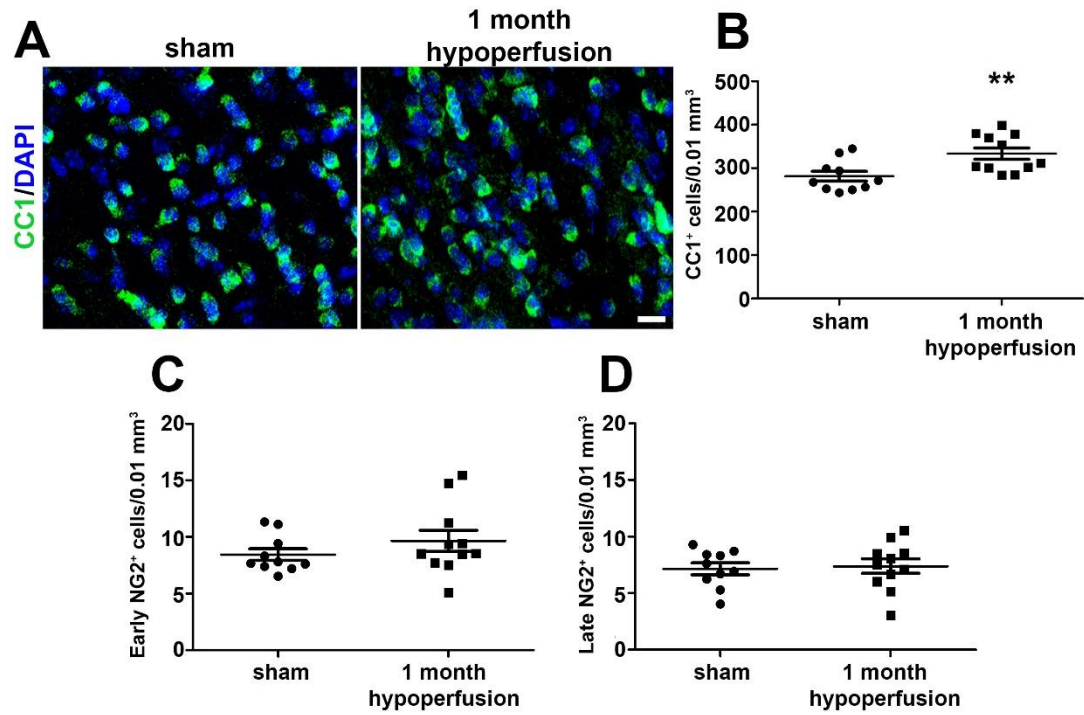 A
sham
1 month
hypoperfusion
CC1/DAPI
B
**
CC1⁺ cells/0.01 mm³
500
400
300
200
100
0
sham
1 month
hypoperfusion
C
Early NG2⁺ cells/0.01 mm³
20
15
10
5
0
sham
1 month
hypoperfusion
D
Late NG2⁺ cells/0.01 mm³
20
15
10
5
0
sham
1 month
hypoperfusion